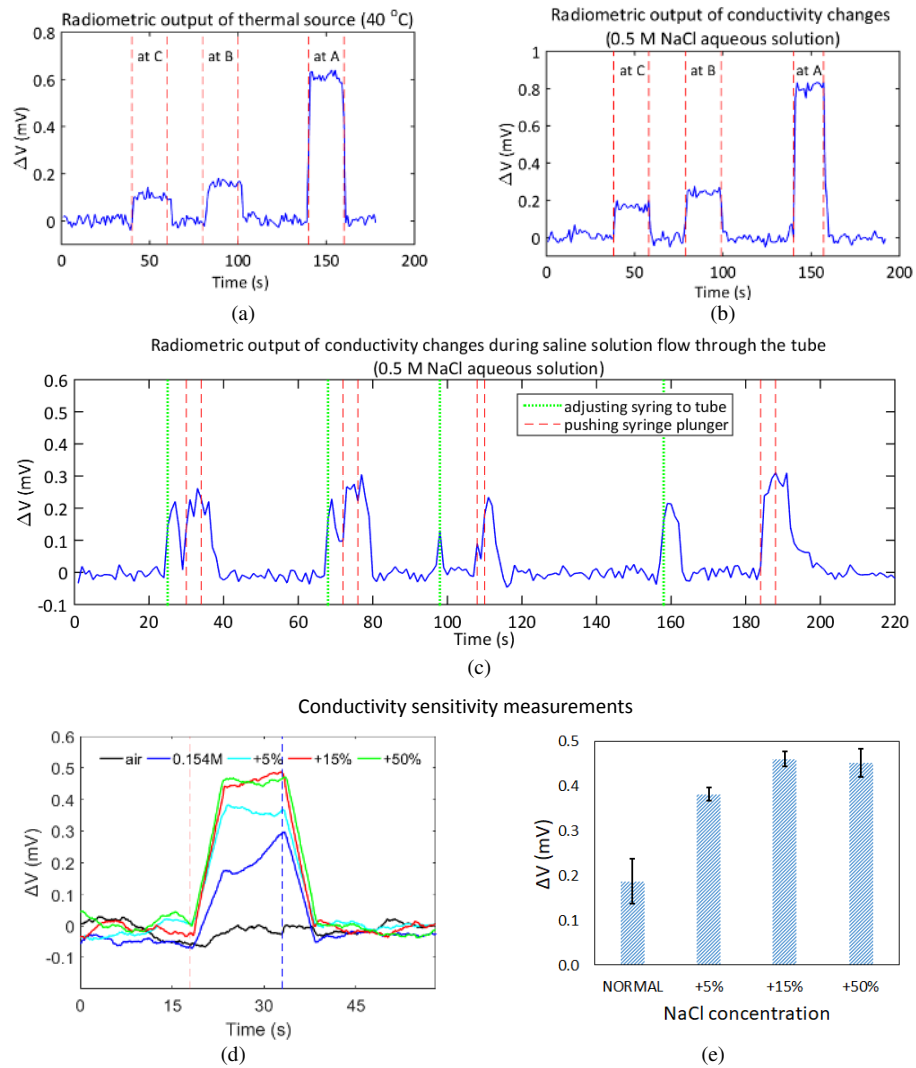 Radiometric output of thermal source (40 °C)
0.8
0.6
0.4
0.2
0
ΔV (mV)
at C
at B
at A
0
50
100
150
200
Time (s)
(a)
Radiometric output of conductivity changes
(0.5 M NaCl aqueous solution)
1
0.8
0.6
0.4
0.2
0
ΔV (mV)
at C
at B
at A
0
50
100
150
200
Time (s)
(b)
Radiometric output of conductivity changes during saline solution flow through the tube
(0.5 M NaCl aqueous solution)
0.6
0.5
0.4
0.3
0.2
0.1
0
-0.1
ΔV (mV)
adjusting syring to tube
pushing syringe plunger
0
20
40
60
80
100
120
140
160
180
200
220
Time (s)
(c)
Conductivity sensitivity measurements
0.6
0.5
0.4
0.3
0.2
0.1
0
-0.1
ΔV (mV)
air
0.154M
+5%
+15%
+50%
0
15
30
45
Time (s)
(d)
0.5
0.4
0.3
0.2
0.1
0.0
ΔV (mV)
NORMAL
+5%
+15%
+50%
NaCl concentration
(e)